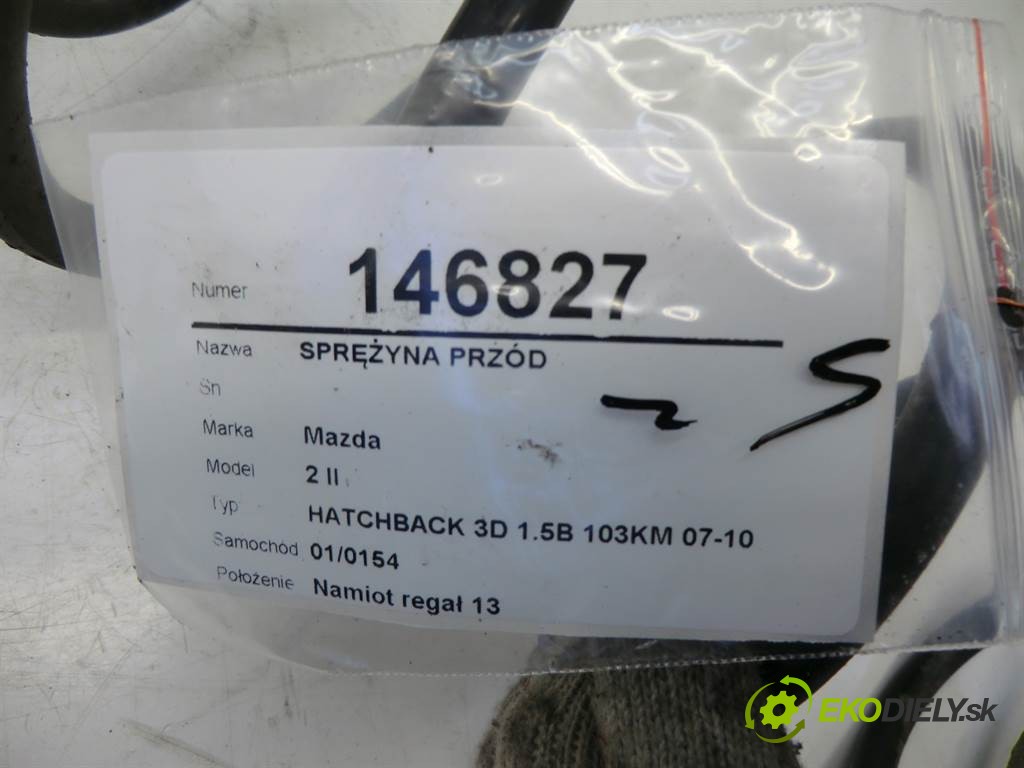 Numer 146827
Nazwa SPRĘŻYNA PRZÓD
Sn
Marka Mazda
Model 2 II
Typ HATCHBACK 3D 1.5B 103KM 07-10
Samochód 01/0154
Położenie Namiot regał 13
EKODIELY.sk